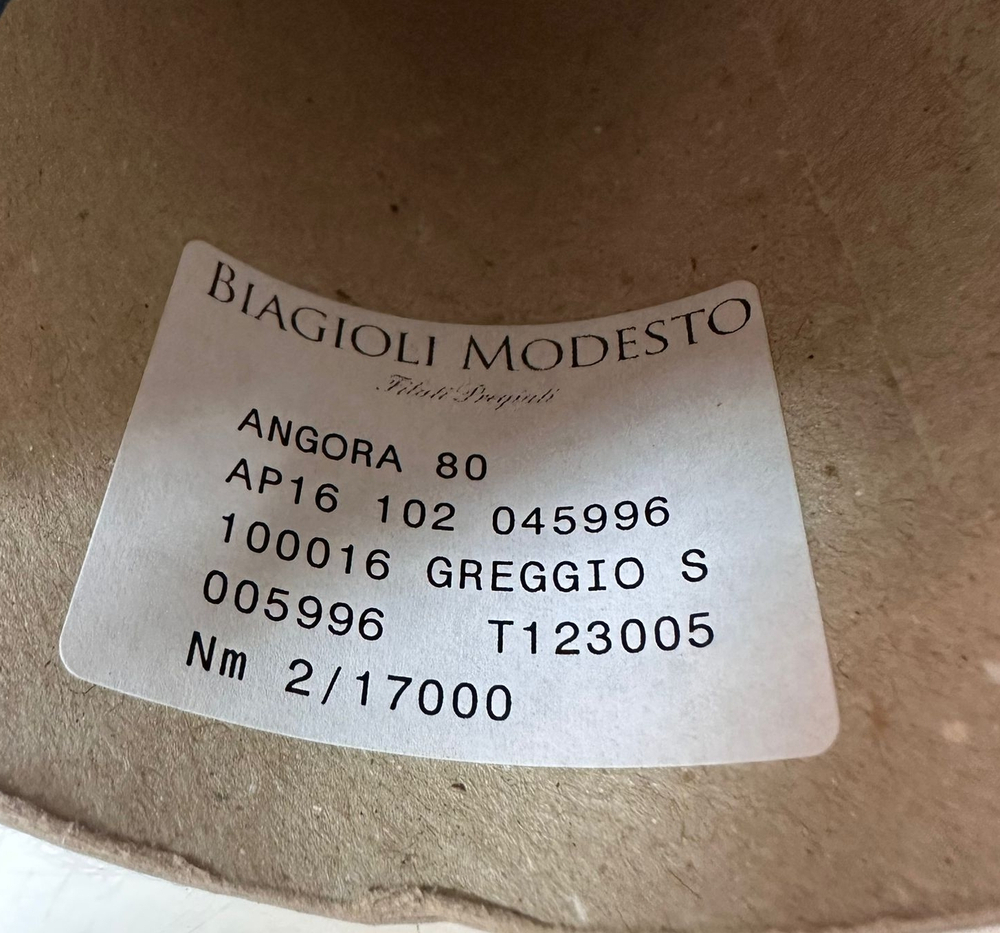 BIAGIOLI MODESTO
Filati Pregiati
ANGORA 80
AP16 102 045996
100016 GREGGIO S
005996 T123005
Nm 2/17000